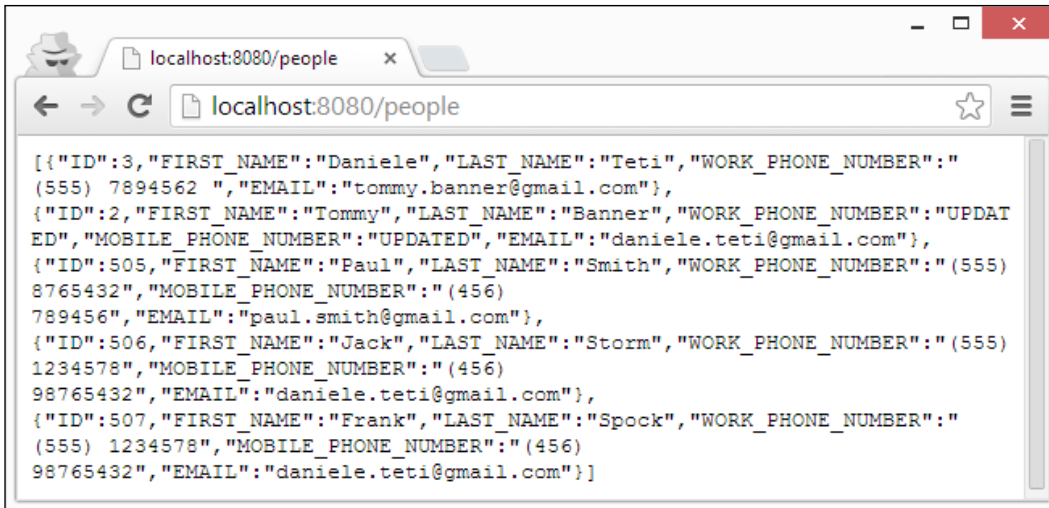 localhost:8080/people
localhost:8080/people
[{"ID":3,"FIRST_NAME":"Daniele","LAST_NAME":"Teti","WORK_PHONE_NUMBER":"
(555) 7894562 ","EMAIL":"tommy.banner@gmail.com"},
{"ID":2,"FIRST_NAME":"Tommy","LAST_NAME":"Banner","WORK_PHONE_NUMBER":"UPDAT
ED","MOBILE_PHONE_NUMBER":"UPDATED","EMAIL":"daniele.teti@gmail.com"},
{"ID":505,"FIRST_NAME":"Paul","LAST_NAME":"Smith","WORK_PHONE_NUMBER":"(555)
8765432","MOBILE_PHONE_NUMBER":"(456)
789456","EMAIL":"paul.smith@gmail.com"},
{"ID":506,"FIRST_NAME":"Jack","LAST_NAME":"Storm","WORK_PHONE_NUMBER":"(555)
1234578","MOBILE_PHONE_NUMBER":"(456)
98765432","EMAIL":"daniele.teti@gmail.com"},
{"ID":507,"FIRST_NAME":"Frank","LAST_NAME":"Spock","WORK_PHONE_NUMBER":"
(555) 1234578 ","MOBILE_PHONE_NUMBER":"(456)
98765432","EMAIL":"daniele.teti@gmail.com"}]